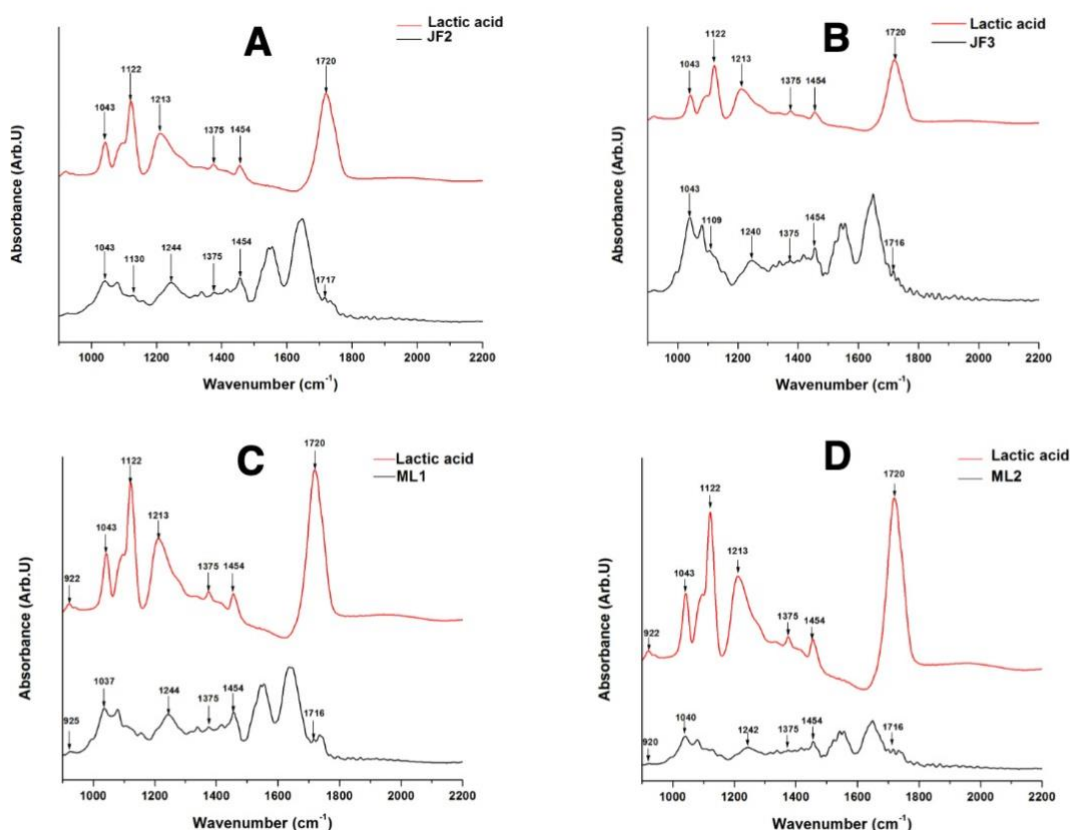 A
Lactic acid
JF2
1720
1122
1043
1213
1375
1454
1043
1130
1244
1375
1454
1717
Absorbance (Arb.U)
1000 1200 1400 1600 1800 2000 2200
Wavenumber (cm-1)
B
Lactic acid
JF3
1720
1122
1043
1213
1375
1454
1043
1109
1240
1375
1454
1716
Absorbance (Arb.U)
1000 1200 1400 1600 1800 2000 2200
Wavenumber (cm-1)
C
Lactic acid
ML1
1720
1122
1043
1213
922
1375
1454
925
1037
1244
1375
1454
1716
Absorbance (Arb.U)
1000 1200 1400 1600 1800 2000 2200
Wavenumber (cm-1)
D
Lactic acid
ML2
1720
1122
1043
1213
922
1375
1454
920
1040
1242
1375
1454
1716
Absorbance (Arb.U)
1000 1200 1400 1600 1800 2000 2200
Wavenumber (cm-1)